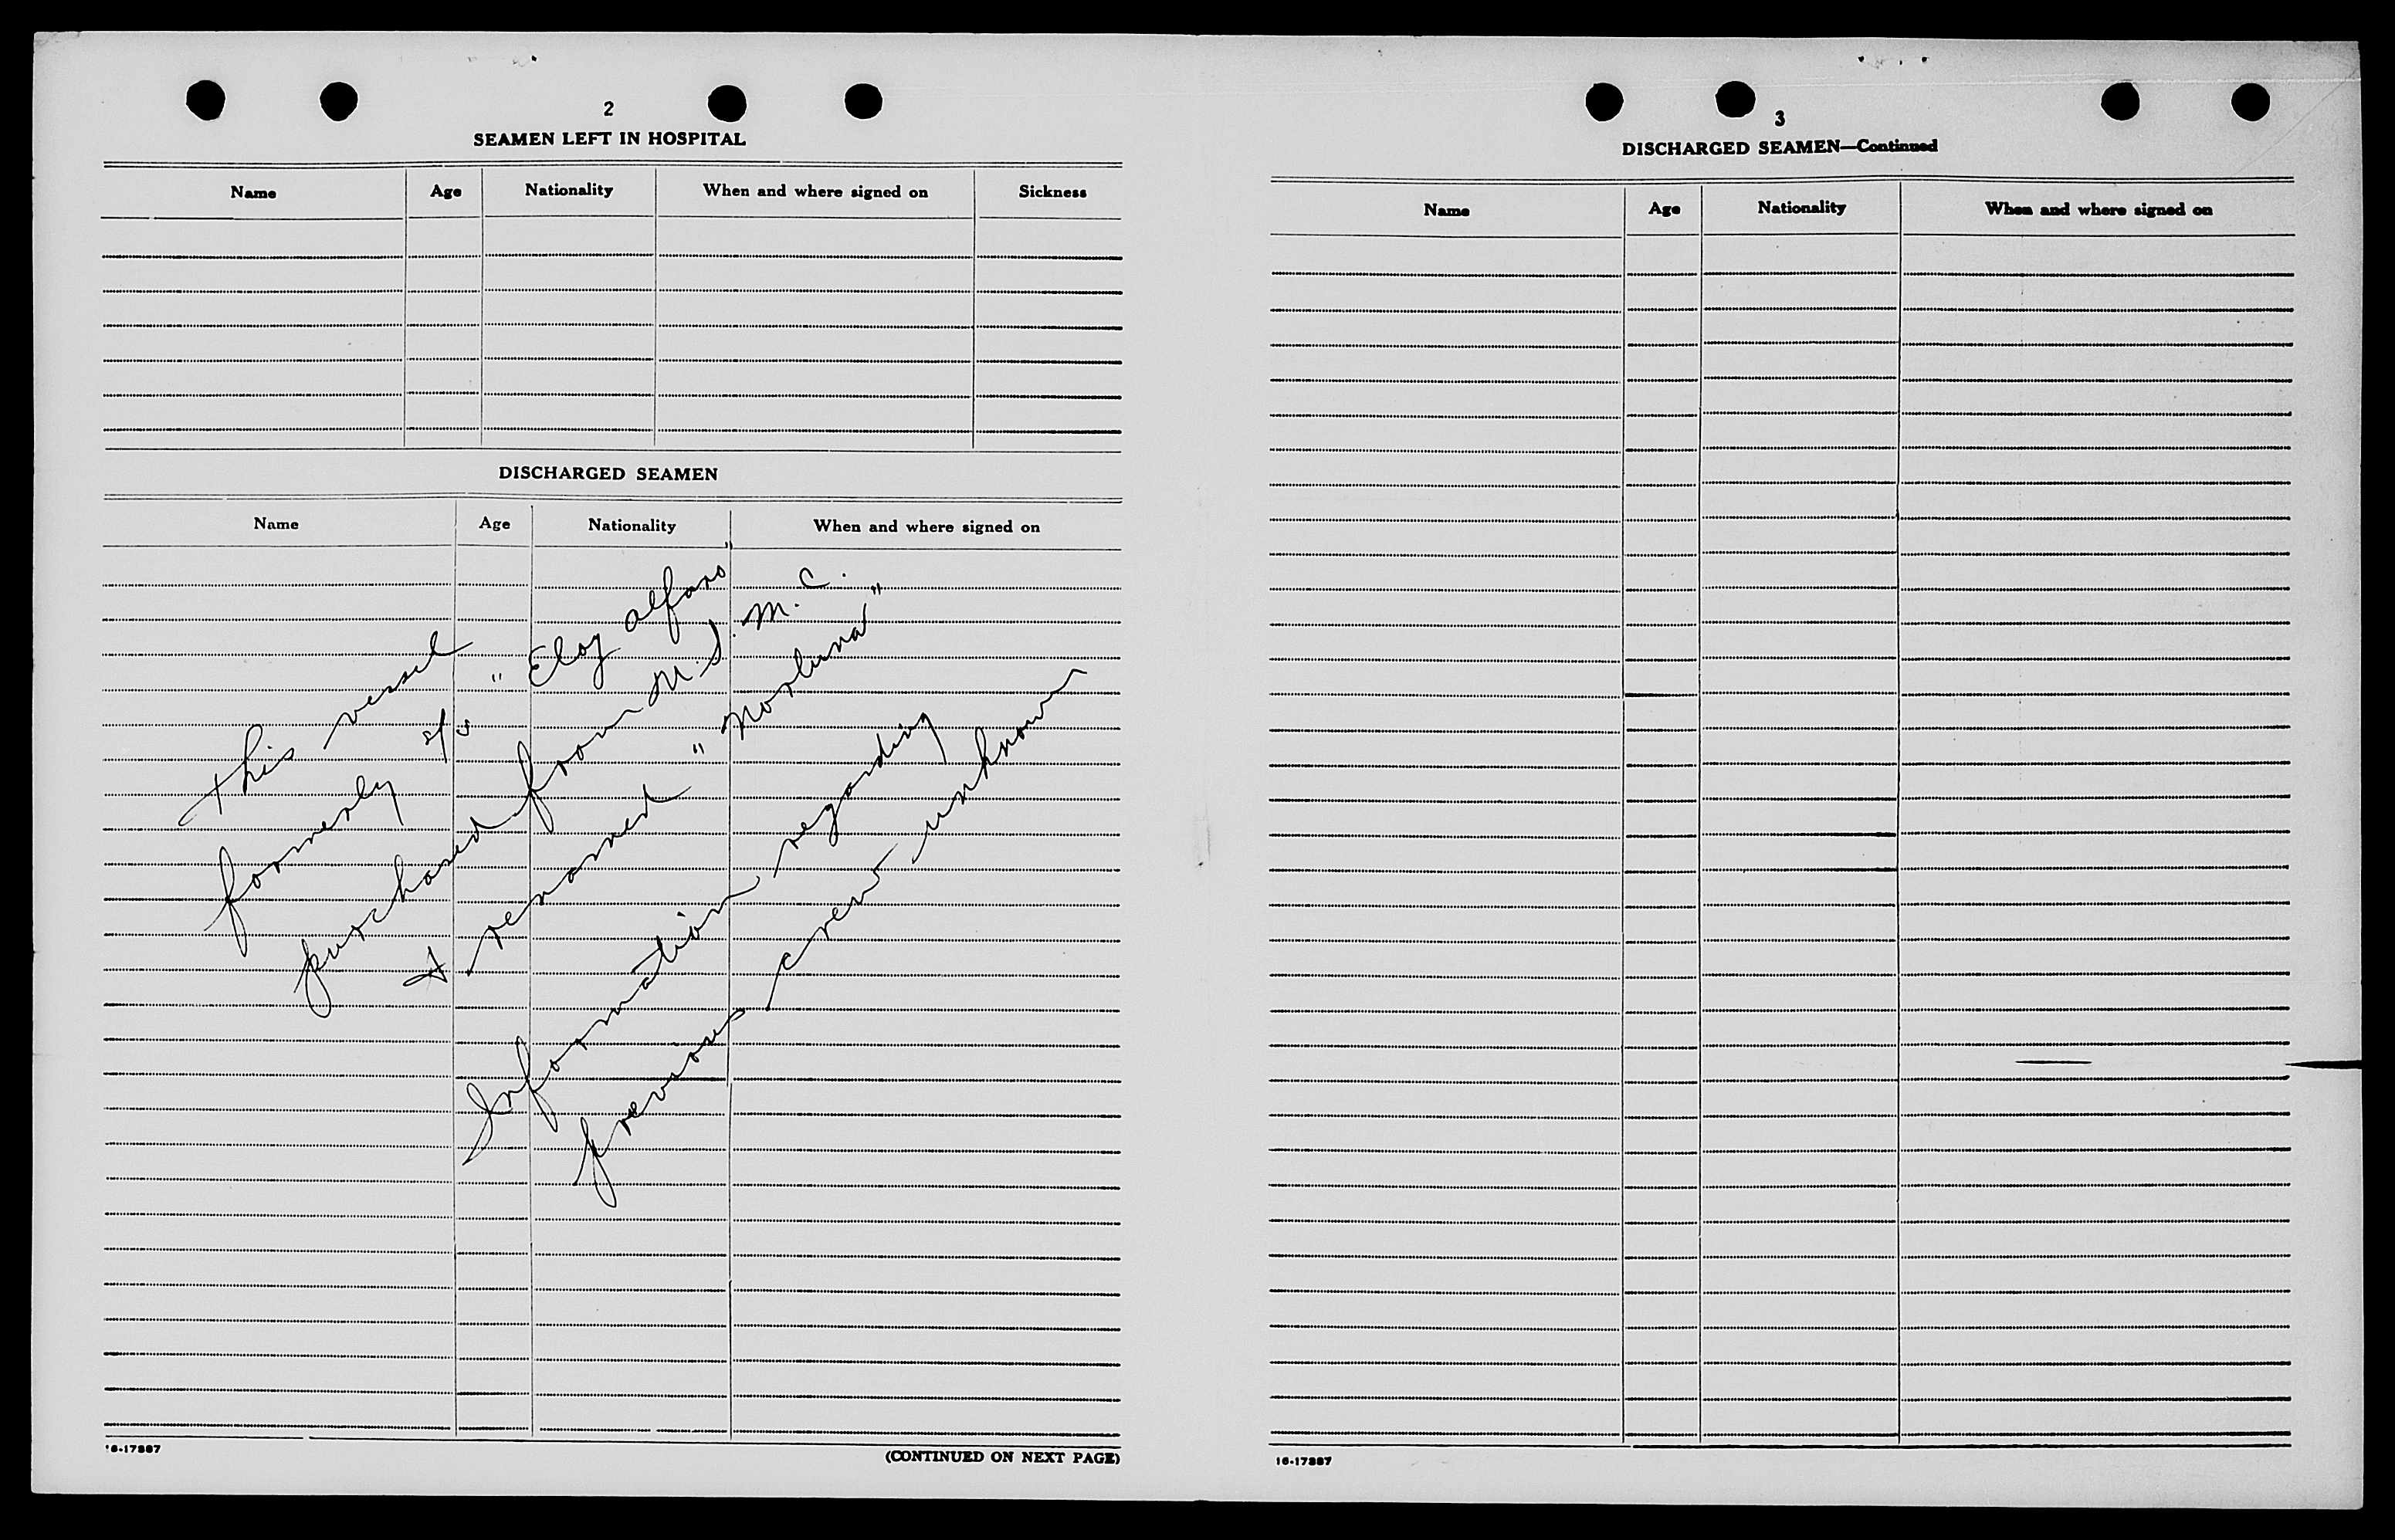 2
SEAMEN LEFT IN HOSPITAL
Name Age Nationality When and where signed on Sickness
DISCHARGED SEAMEN
Name Age Nationality When and where signed on
This vessel
formerly s/s "Eloy Alfaro"
purchased from U.S.M.C.
& renamed "Norluna"
Information regarding
previous crew unknown
16-17887
(CONTINUED ON NEXT PAGE)
3
DISCHARGED SEAMEN—Continued
Name Age Nationality When and where signed on
16-17887